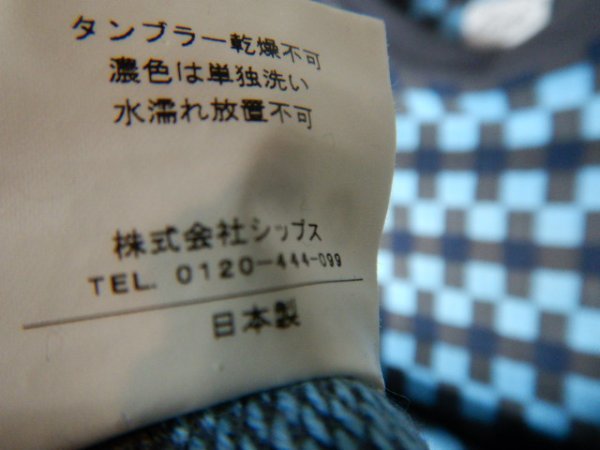 タンブラー乾燥不可
濃色は単独洗い
水濡れ放置不可
株式会社シップス
TEL. 0120-444-099
日本製